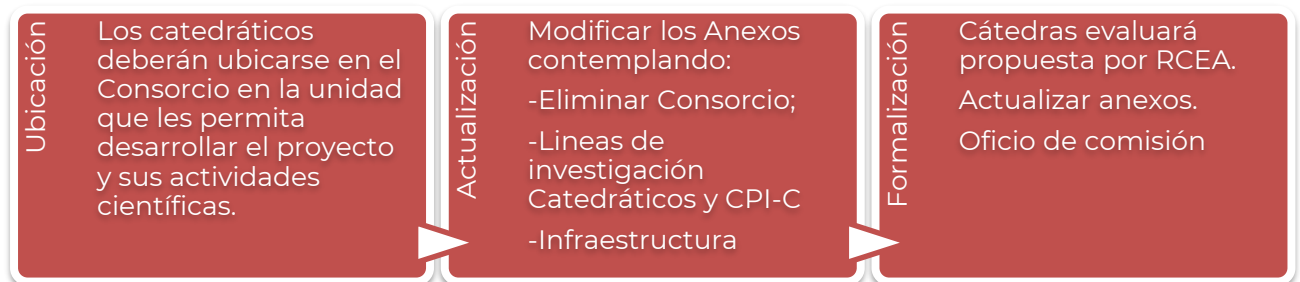 Ubicación
Los catedráticos
deberán ubicarse en el
Consorcio en la unidad
que les permita
desarrollar el proyecto
y sus actividades
científicas.
Actualización
Modificar los Anexos
contemplando:
-Eliminar Consorcio;
-Lineas de
investigación
Catedráticos y CPI-C
-Infraestructura
Formalización
Cátedras evaluará
propuesta por RCEA.
Actualizar anexos.
Oficio de comisión